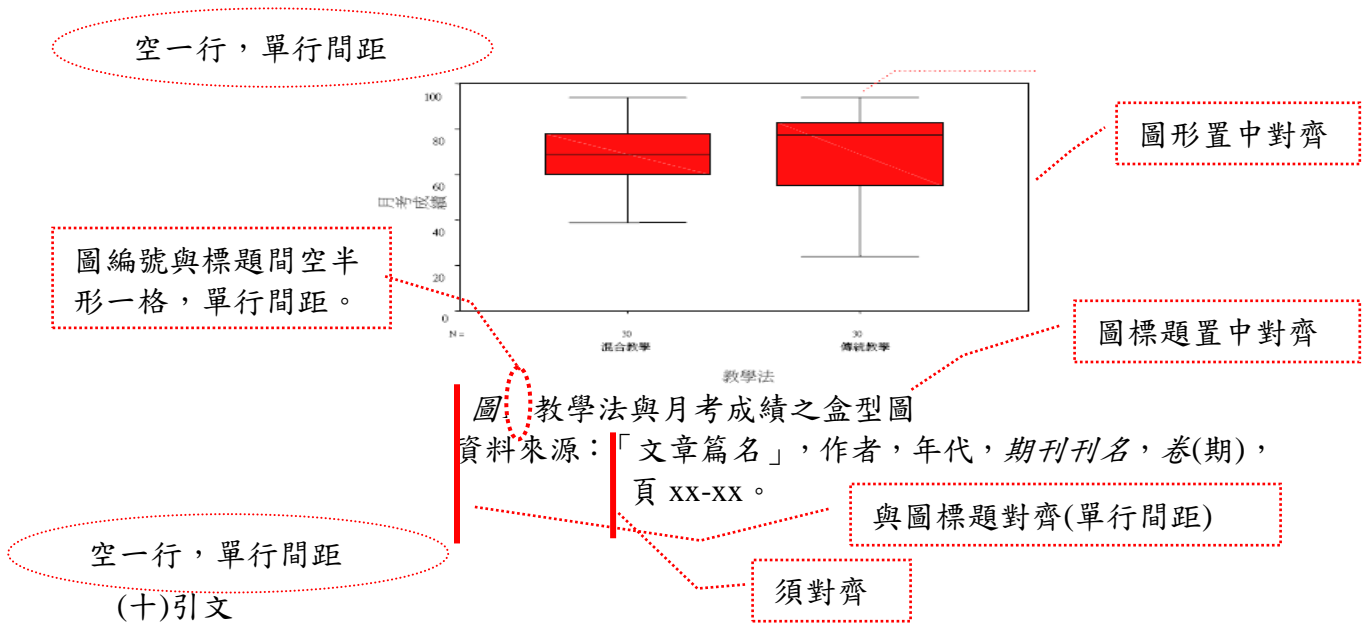 空一行，單行間距
100
80
60
40
20
0
月考成績
圖形置中對齊
圖編號與標題間空半
形一格，單行間距。
N =
30
30
混合教學
傳統教學
教學法
圖標題置中對齊
圖 教學法與月考成績之盒型圖
資料來源：「文章篇名」，作者，年代，期刊刊名，卷(期)，
頁 xx-xx。
與圖標題對齊(單行間距)
空一行，單行間距
須對齊
(十)引文